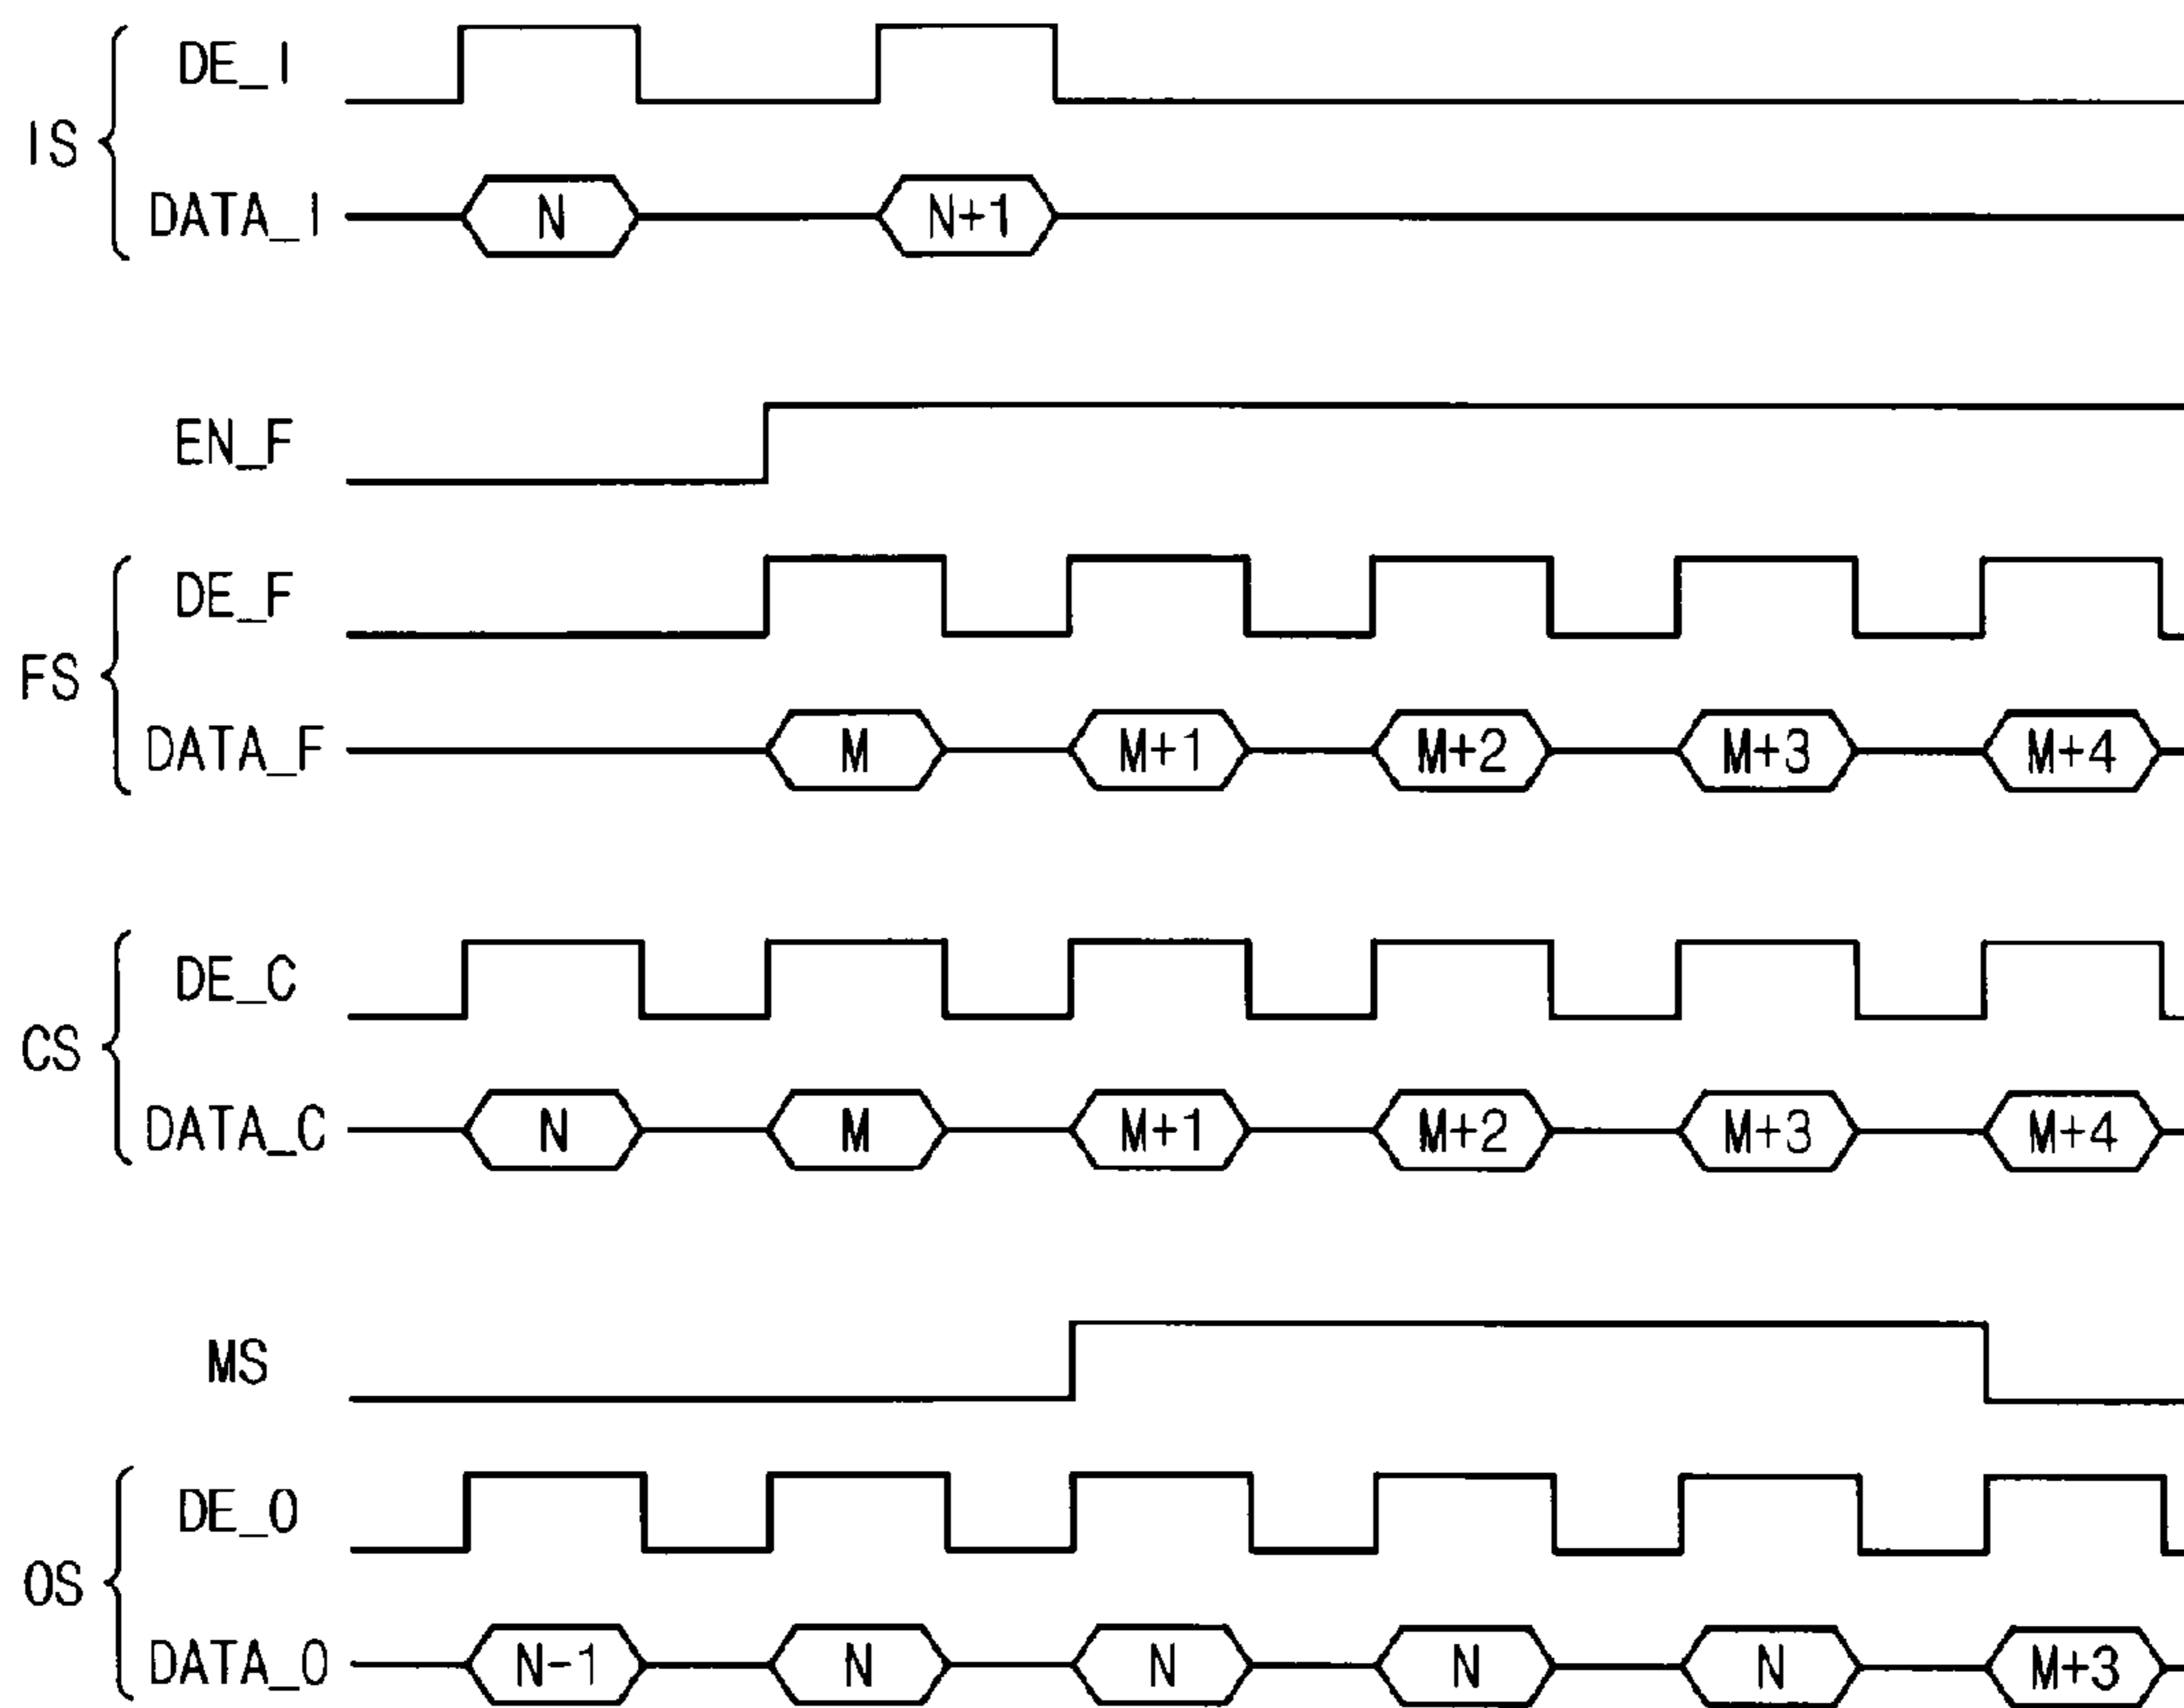 DE_I
IS
DATA_I N N+1
EN_F
DE_F
FS
DATA_F M M+1 M+2 M+3 M+4
DE_C
CS
DATA_C N M M+1 M+2 M+3 M+4
MS
DE_O
OS
DATA_O N-1 N N N N M+3